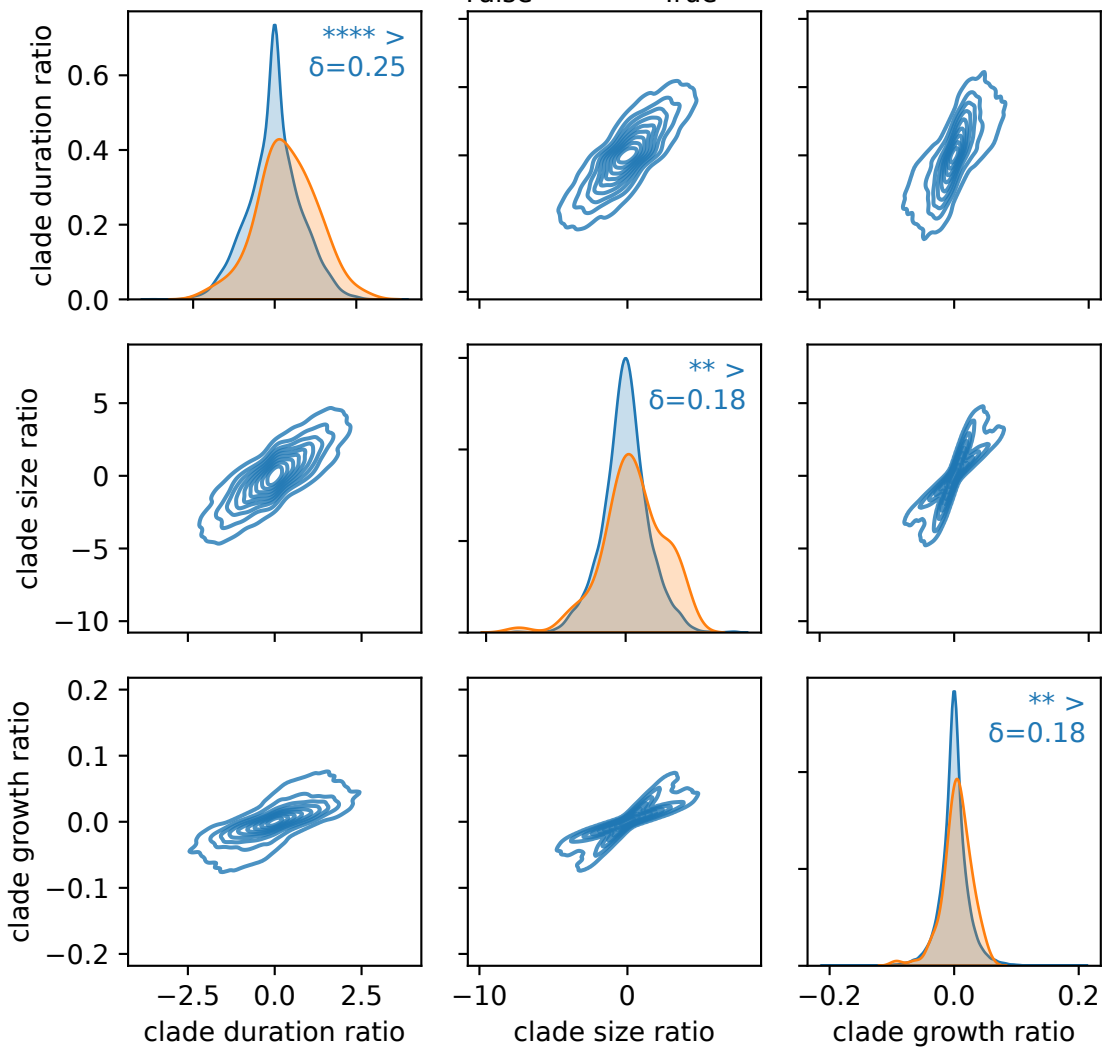 clade duration ratio
0.6
0.4
0.2
0.0
**** >
δ=0.25
clade size ratio
5
0
−5
−10
** >
δ=0.18
clade growth ratio
0.2
0.1
0.0
−0.1
−0.2
** >
δ=0.18
−2.5 0.0 2.5
−10 0
−0.2 0.0 0.2
clade duration ratio
clade size ratio
clade growth ratio